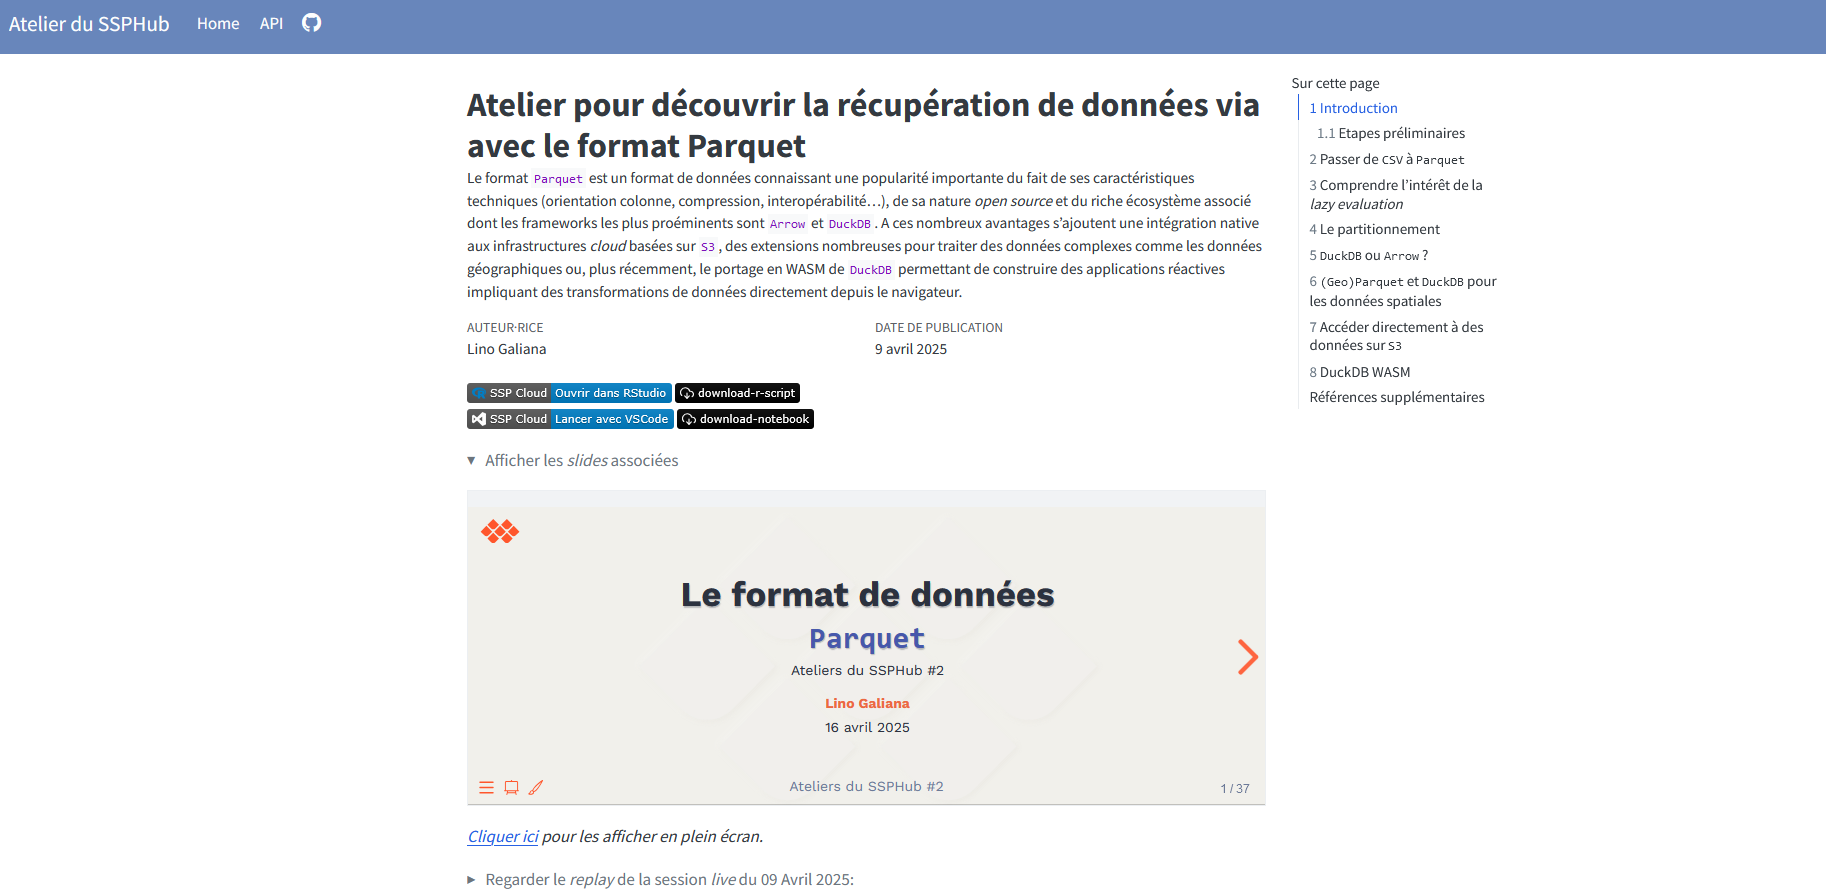 Atelier du SSPHub Home API
Atelier pour découvrir la récupération de données via
avec le format Parquet
Le format Parquet est un format de données connaissant une popularité importante du fait de ses caractéristiques
techniques (orientation colonne, compression, interopérabilité…), de sa nature open source et du riche écosystème associé
dont les frameworks les plus proéminents sont Arrow et DuckDB. A ces nombreux avantages s’ajoutent une intégration native
aux infrastructures cloud basées sur S3, des extensions nombreuses pour traiter des données complexes comme les données
géographiques ou, plus récemment, le portage en WASM de DuckDB permettant de construire des applications réactives
impliquant des transformations de données directement depuis le navigateur.
AUTEUR·RICE
Lino Galiana
DATE DE PUBLICATION
9 avril 2025
SSP Cloud Ouvrir dans RStudio download-r-script
SSP Cloud Lancer avec VSCode download-notebook
Afficher les slides associées
Le format de données
Parquet
Ateliers du SSPHub #2
Lino Galiana
16 avril 2025
Ateliers du SSPHub #2
1 / 37
Cliquer ici pour les afficher en plein écran.
Regarder le replay de la session live du 09 Avril 2025:
Sur cette page
1 Introduction
1.1 Etapes préliminaires
2 Passer de CSV à Parquet
3 Comprendre l’intérêt de la
lazy evaluation
4 Le partitionnement
5 DuckDB ou Arrow ?
6 (Geo)Parquet et DuckDB pour
les données spatiales
7 Accéder directement à des
données sur S3
8 DuckDB WASM
Références supplémentaires